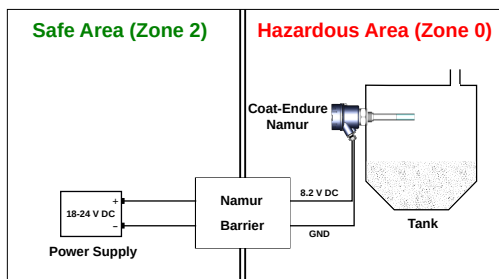 Safe Area (Zone 2)
Hazardous Area (Zone 0)
Coat-Endure
Namur
+
18-24 V DC
−
Power Supply
Namur
Barrier
8.2 V DC
GND
Tank